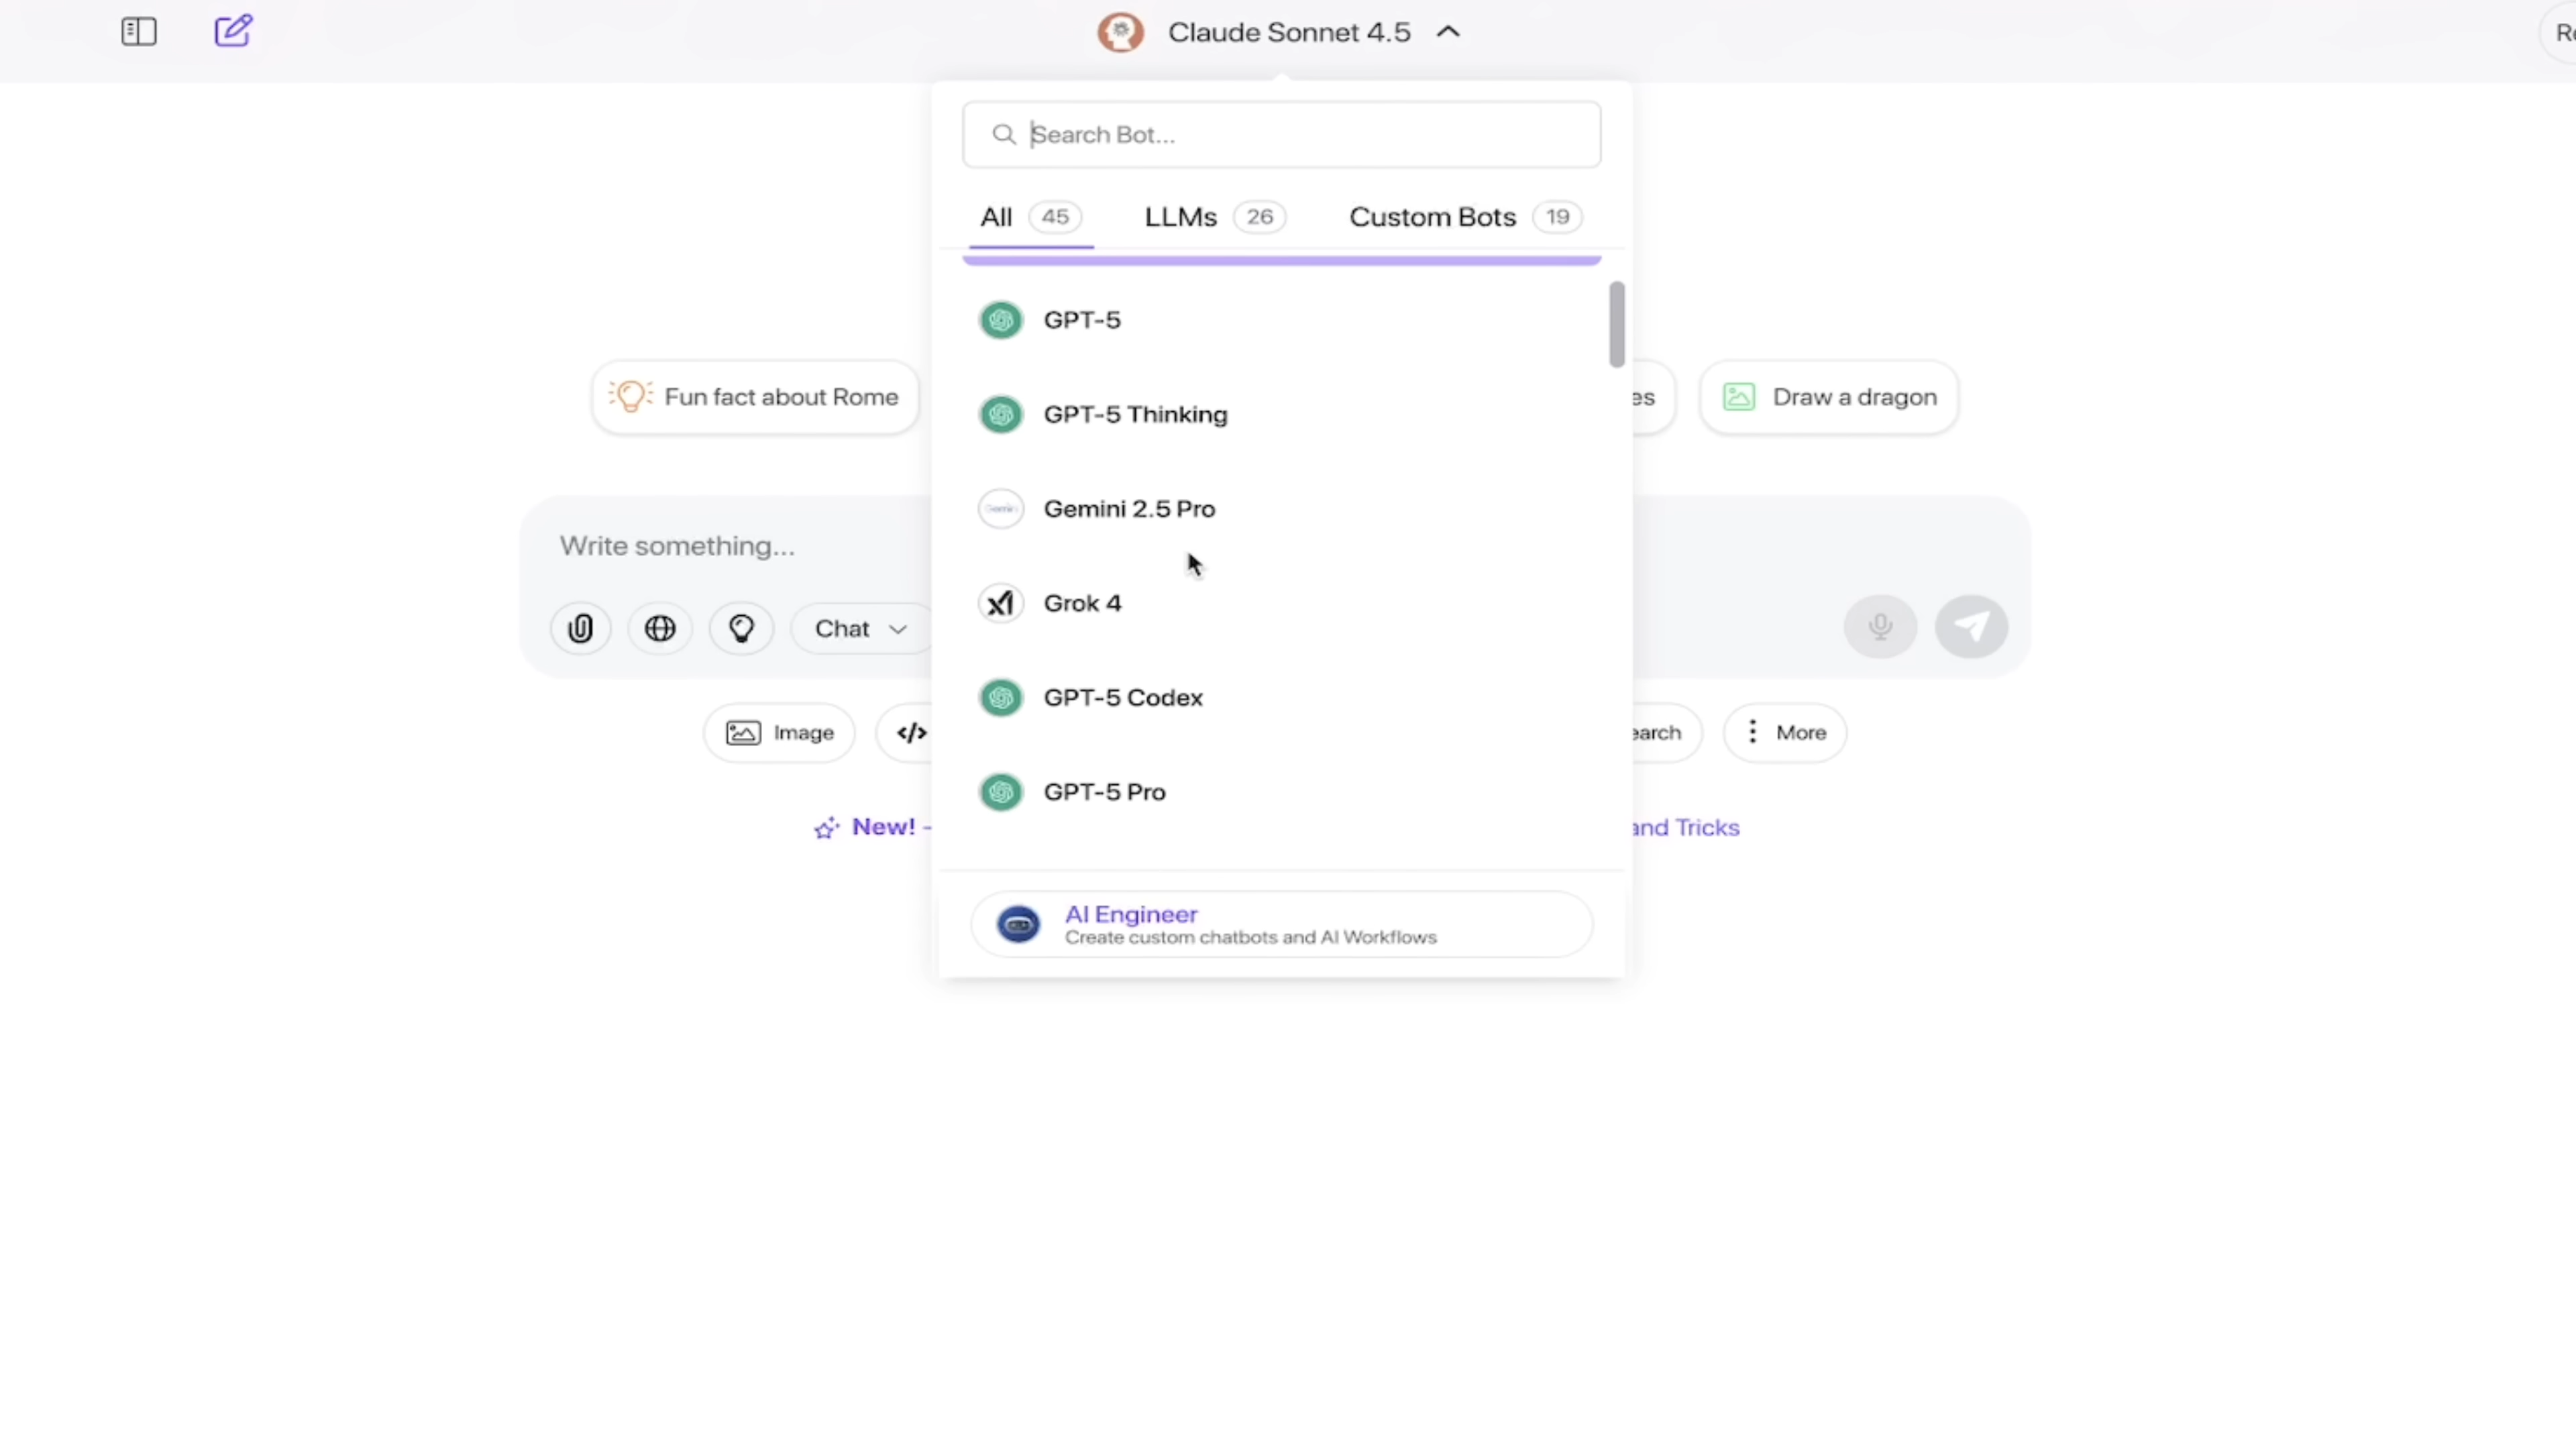 Claude Sonnet 4.5
Search Bot...
All 45 LLMs 26 Custom Bots 19
GPT-5
GPT-5 Thinking
Gemini 2.5 Pro
Grok 4
GPT-5 Codex
GPT-5 Pro
AI Engineer
Create custom chatbots and AI Workflows
Fun fact about Rome
Draw a dragon
Write something...
Chat
Image
</>
More
New! -
and Tricks